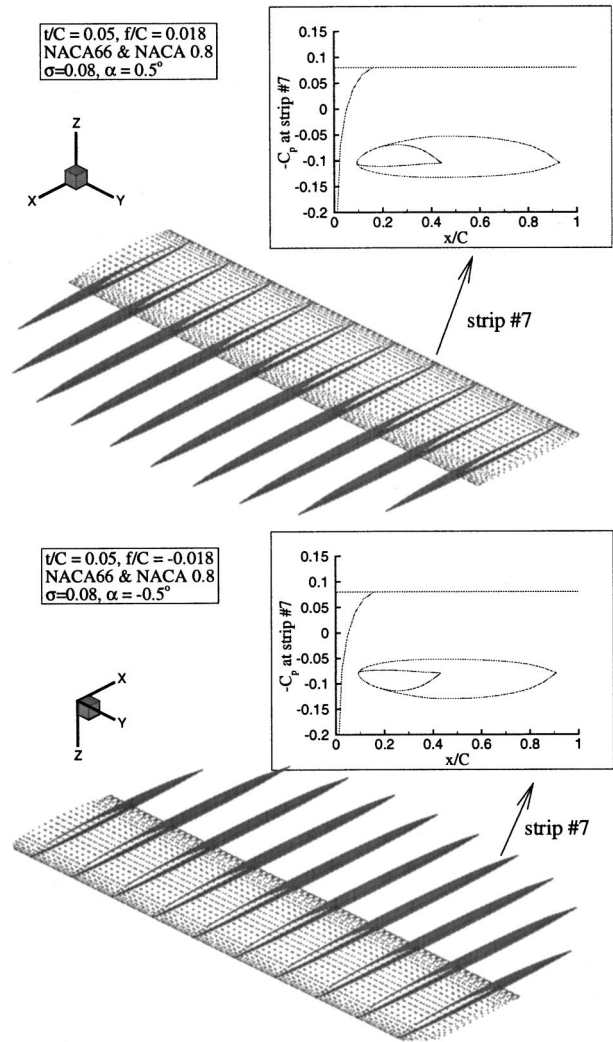 t/C = 0.05, f/C = 0.018
NACA66 & NACA 0.8
σ=0.08, α = 0.5°
Z
X
Y
-Cₚ at strip #7
0.15
0.1
0.05
0
-0.05
-0.1
-0.15
-0.2
0
0.2
0.4
0.6
0.8
1
x/C
strip #7
t/C = 0.05, f/C = -0.018
NACA66 & NACA 0.8
σ=0.08, α = -0.5°
X
Y
Z
-Cₚ at strip #7
0.15
0.1
0.05
0
-0.05
-0.1
-0.15
-0.2
0
0.2
0.4
0.6
0.8
1
x/C
strip #7